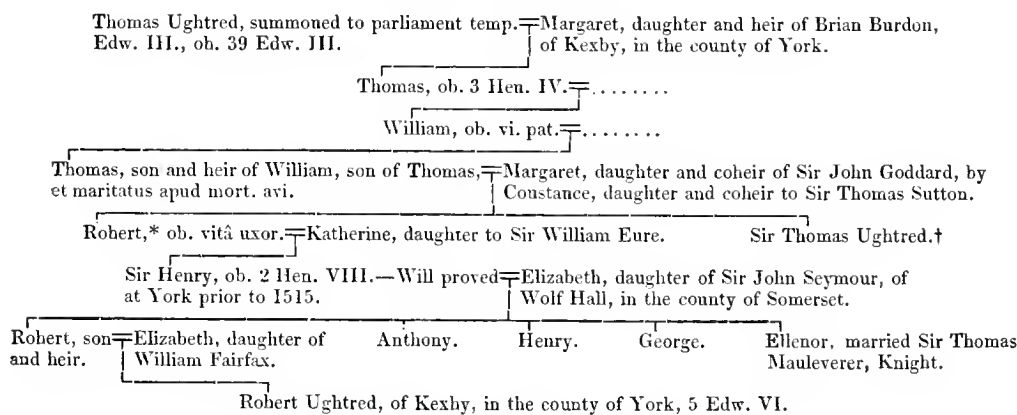 Thomas Ughtred, summoned to parliament temp. Edw. III., ob. 39 Edw. III.
Margaret, daughter and heir of Brian Burdon, of Kexby, in the county of York.
Thomas, ob. 3 Hen. IV. ........
William, ob. vi. pat. ........
Thomas, son and heir of William, son of Thomas, et maritatus apud mort. avi.
Margaret, daughter and coheir of Sir John Goddard, by Constance, daughter and coheir to Sir Thomas Sutton.
Robert,* ob. vitâ uxor.
Katherine, daughter to Sir William Eure.
Sir Thomas Ughtred.†
Sir Henry, ob. 2 Hen. VIII.—Will proved at York prior to 1515.
Elizabeth, daughter of Sir John Seymour, of Wolf Hall, in the county of Somerset.
Robert, son and heir.
Elizabeth, daughter of William Fairfax.
Anthony.
Henry.
George.
Ellenor, married Sir Thomas Mauleverer, Knight.
Robert Ughtred, of Kexby, in the county of York, 5 Edw. VI.